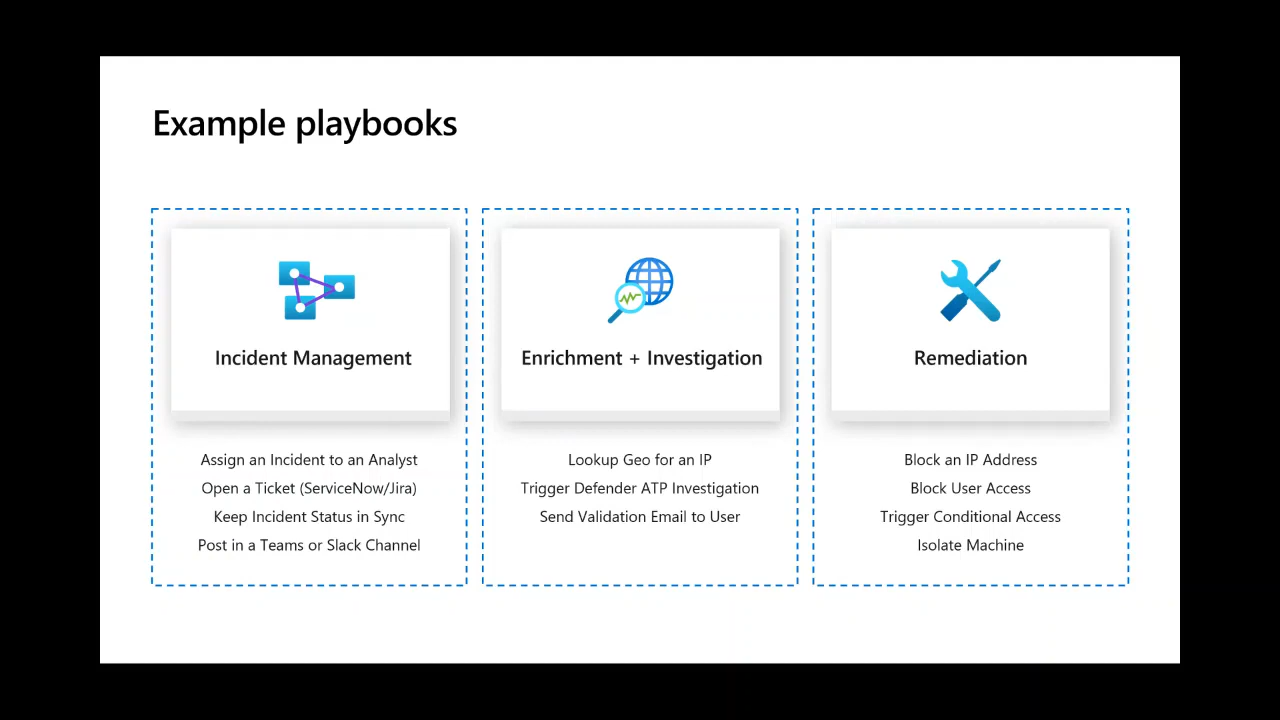 Example playbooks
Incident Management
Assign an Incident to an Analyst
Open a Ticket (ServiceNow/Jira)
Keep Incident Status in Sync
Post in a Teams or Slack Channel
Enrichment + Investigation
Lookup Geo for an IP
Trigger Defender ATP Investigation
Send Validation Email to User
Remediation
Block an IP Address
Block User Access
Trigger Conditional Access
Isolate Machine